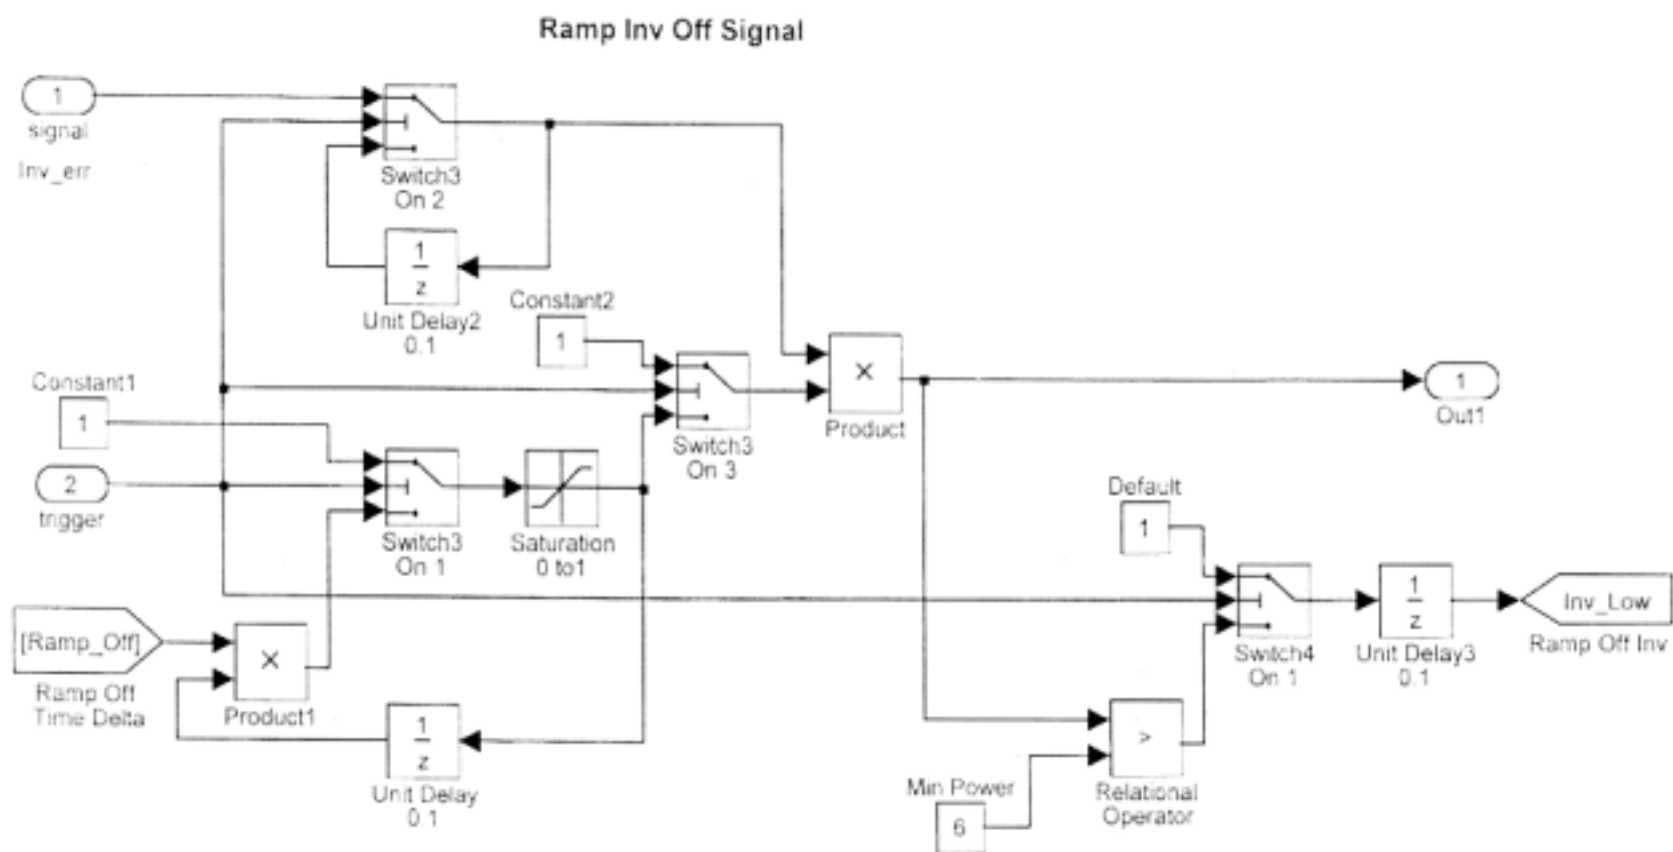 Ramp Inv Off Signal
1
signal
Inv_err
Switch3
On 2
1
z
Unit Delay2
0.1
Constant2
1
Constant1
1
2
trigger
Switch3
On 1
Saturation
0 to1
Switch3
On 3
×
Product
1
Out1
Default
1
Switch4
On 1
1
z
Unit Delay3
0.1
Inv_Low
Ramp Off Inv
[Ramp_Off]
Ramp Off
Time Delta
×
Product1
1
z
Unit Delay
0.1
Min Power
6
>
Relational
Operator